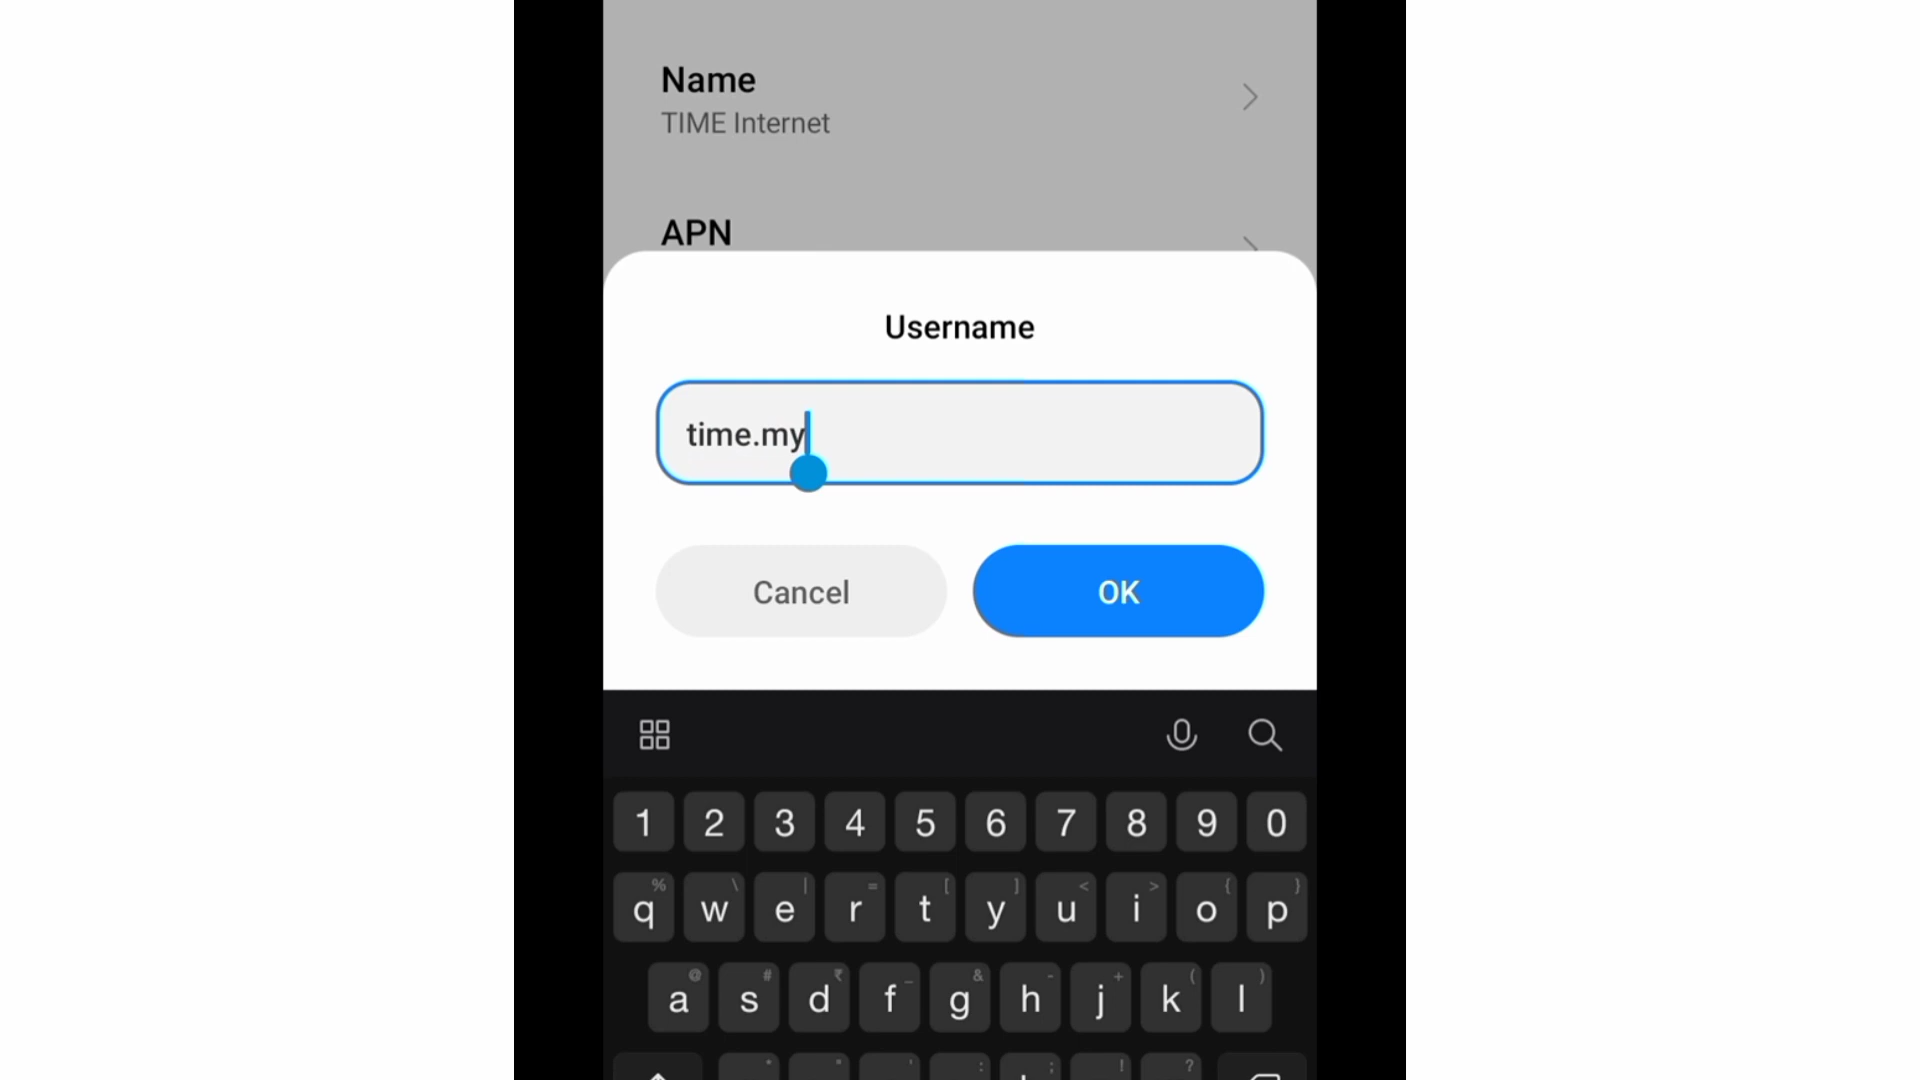 Name
TIME Internet
APN
Username
time.my
Cancel
OK
1 2 3 4 5 6 7 8 9 0
% \ | = [ ] < > { }
q w e r t y u i o p
@ # ₹ _ & - + ( )
a s d f g h j k l
* " ' : ; ! ?